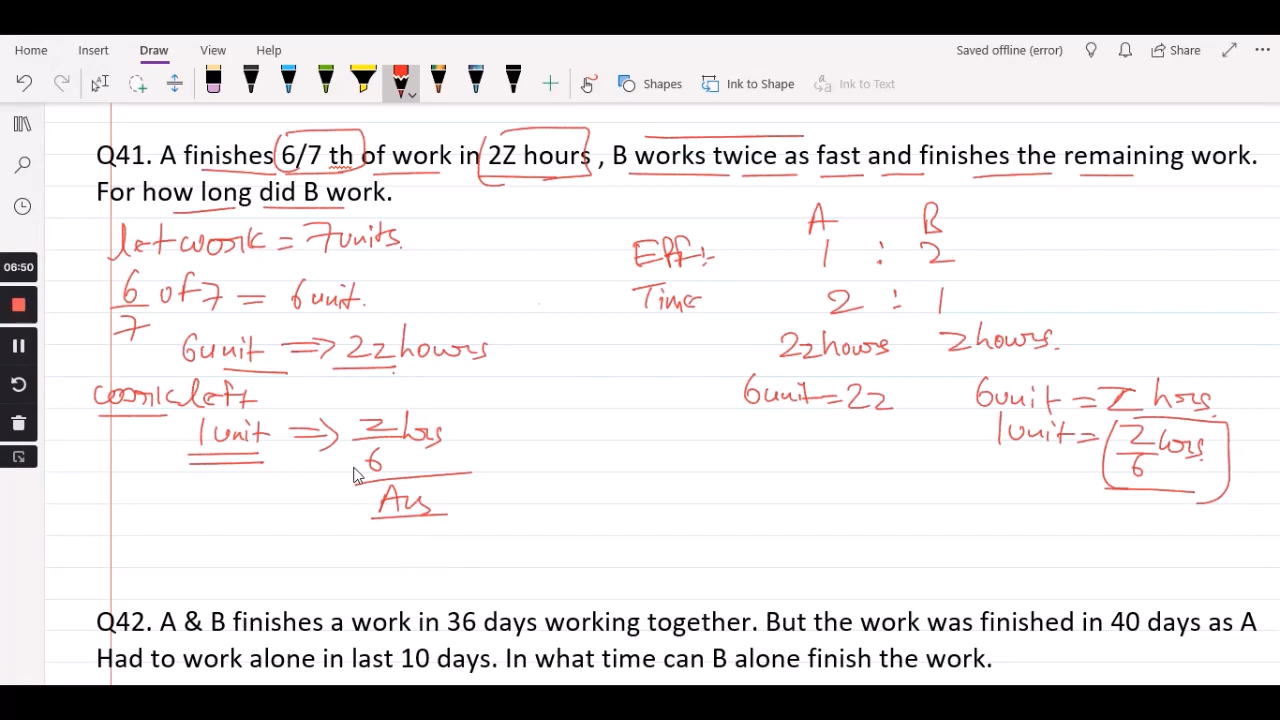 Home Insert Draw View Help Saved offline (error) Share
Shapes Ink to Shape Ink to Text
Q41. A finishes 6/7 th of work in 2Z hours , B works twice as fast and finishes the remaining work.
For how long did B work.
06:50
let work = 7units.
A B
Eff: 1 : 2
6/7 of 7 = 6 unit.
Time 2 : 1
6 unit => 2z hours
2z hours z hours.
work left
6 unit = 2z 6 unit = z hrs.
1 unit => z/6 hrs
1 unit = z/6 hrs.
Ans
Q42. A & B finishes a work in 36 days working together. But the work was finished in 40 days as A
Had to work alone in last 10 days. In what time can B alone finish the work.